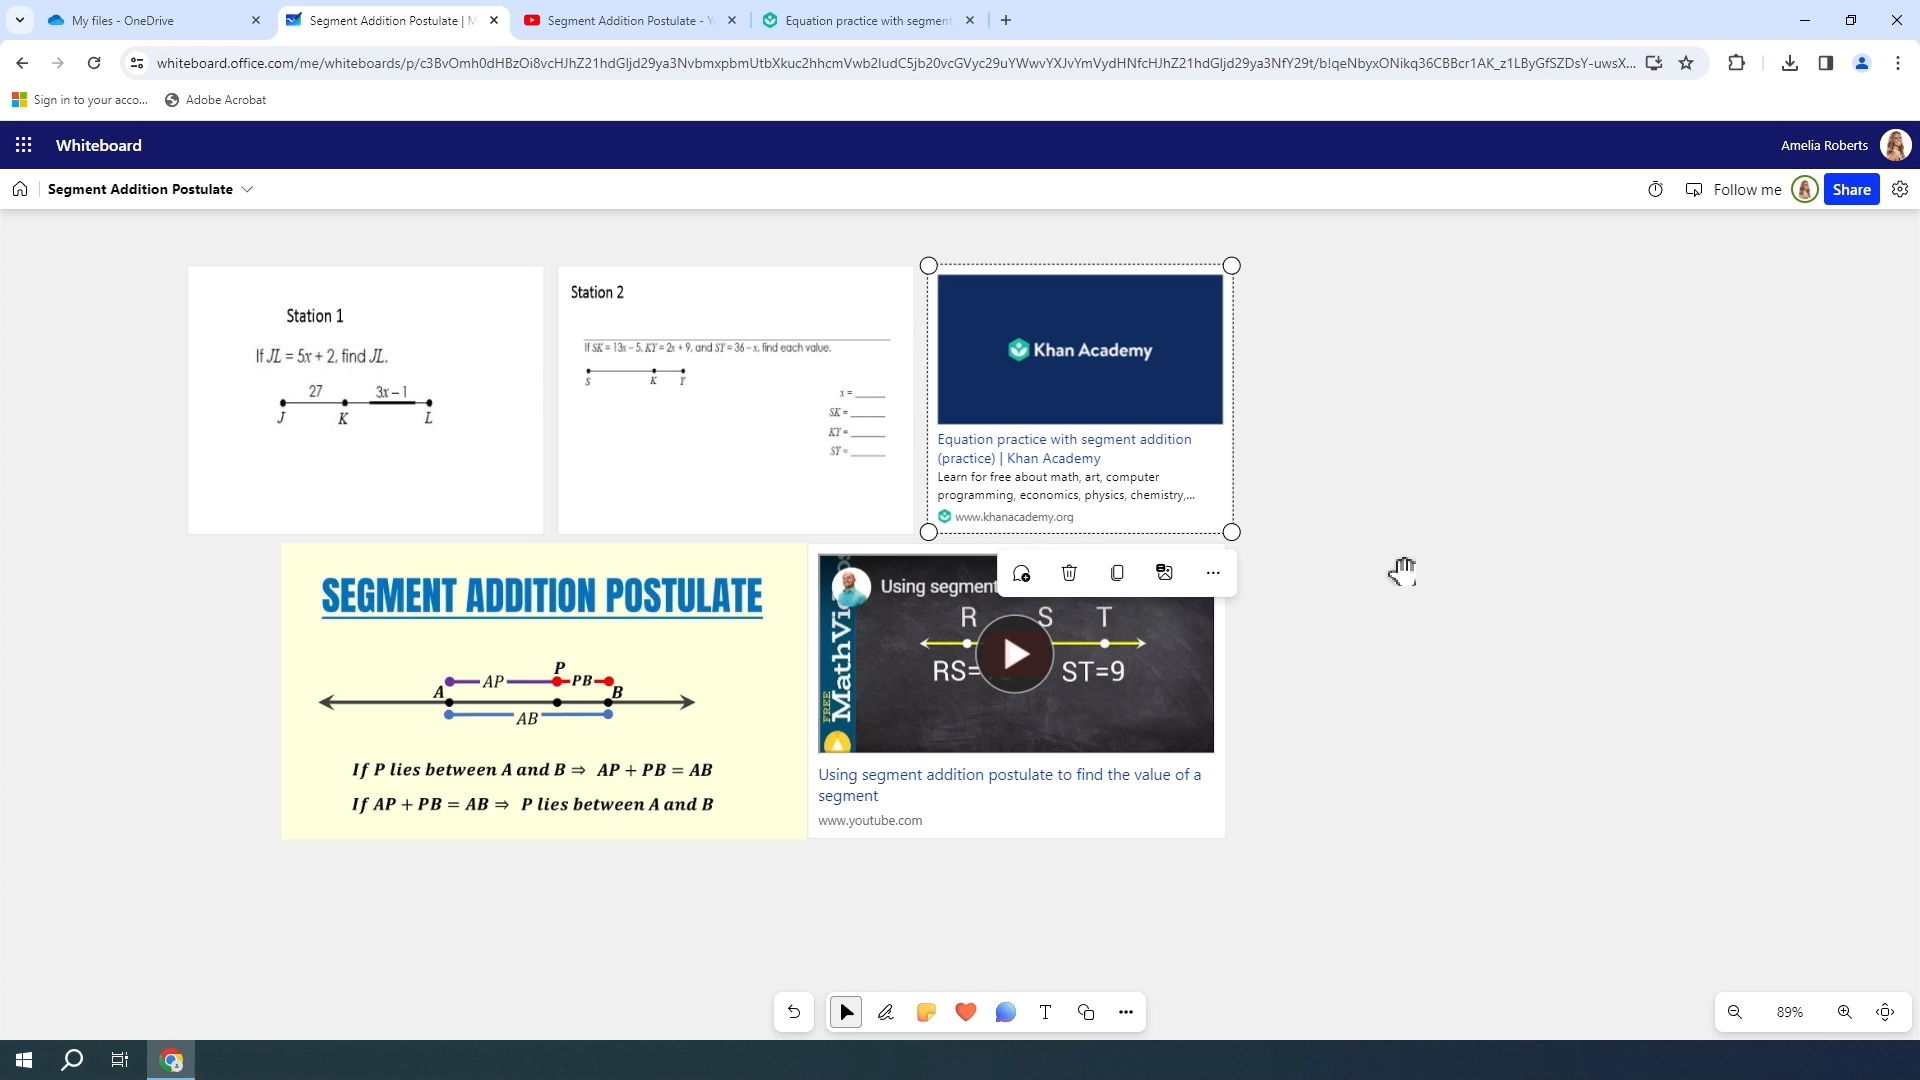 My files - OneDrive
Segment Addition Postulate | M
Segment Addition Postulate - Y
Equation practice with segment
whiteboard.office.com/me/whiteboards/p/
Sign in to your acco...
Adobe Acrobat
Whiteboard
Amelia Roberts
Segment Addition Postulate
Follow me
Share
Station 1
If JL = 5x + 2, find JL.
27 3x – 1
J K L
Station 2
If SK = 13x – 5, KY = 2x + 9, and SY = 36 – x, find each value.
S K Y
x = ____
SK = ____
KY = ____
SY = ____
Khan Academy
Equation practice with segment addition
(practice) | Khan Academy
Learn for free about math, art, computer
programming, economics, physics, chemistry,...
www.khanacademy.org
SEGMENT ADDITION POSTULATE
P
AP PB
A B
AB
If P lies between A and B ⇒ AP + PB = AB
If AP + PB = AB ⇒ P lies between A and B
Using segment
R S T
RS= ST=9
FREE
MathVi
Using segment addition postulate to find the value of a
segment
www.youtube.com
T
89%